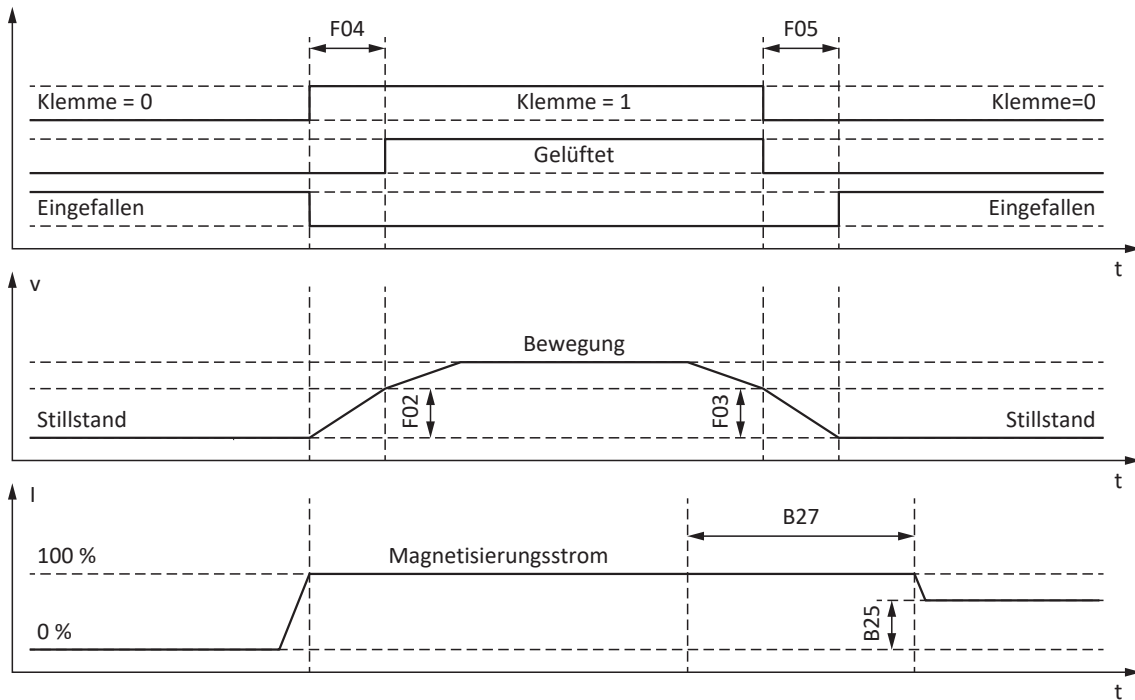 F04
F05
Klemme = 0
Klemme = 1
Klemme=0
Gelüftet
Eingefallen
Eingefallen
t
v
Bewegung
Stillstand
F02
F03
Stillstand
t
I
B27
100 %
Magnetisierungsstrom
B25
0 %
t